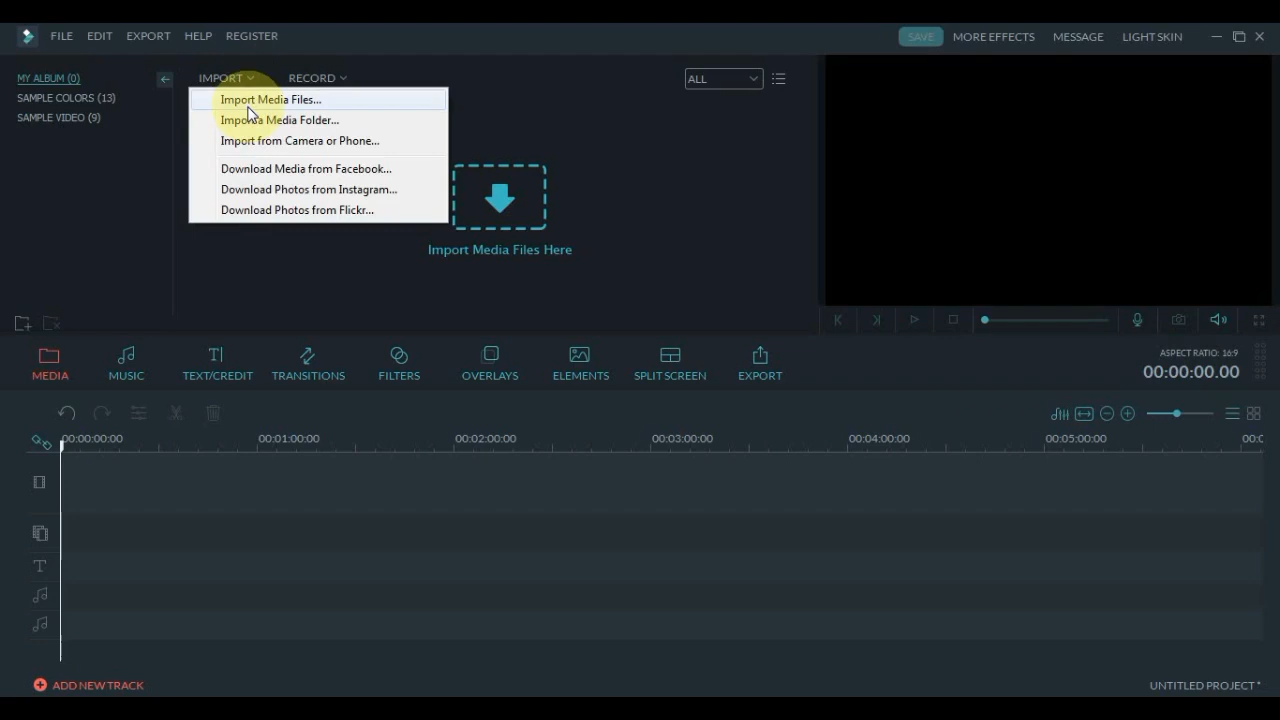 FILE EDIT EXPORT HELP REGISTER SAVE MORE EFFECTS MESSAGE LIGHT SKIN
MY ALBUM (0)
SAMPLE COLORS (13)
SAMPLE VIDEO (9)
IMPORT RECORD ALL
Import Media Files...
Import a Media Folder...
Import from Camera or Phone...
Download Media from Facebook...
Download Photos from Instagram...
Download Photos from Flickr...
Import Media Files Here
MEDIA MUSIC TEXT/CREDIT TRANSITIONS FILTERS OVERLAYS ELEMENTS SPLIT SCREEN EXPORT
ASPECT RATIO: 16:9
00:00:00.00
00:00:00:00 00:01:00:00 00:02:00:00 00:03:00:00 00:04:00:00 00:05:00:00 00:0
ADD NEW TRACK
UNTITLED PROJECT *